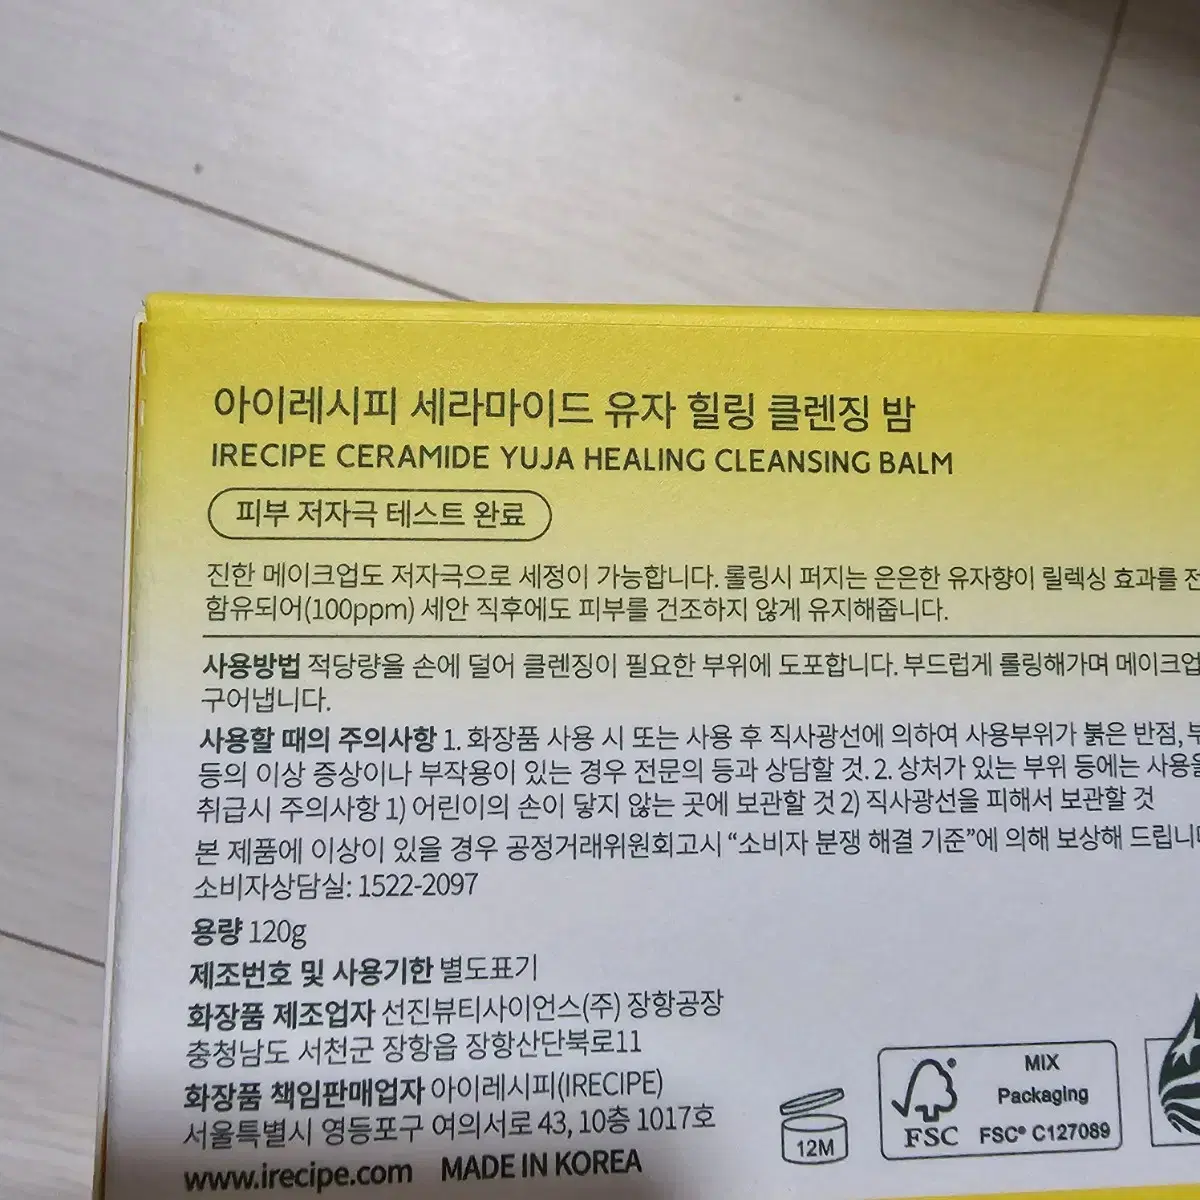 아이레시피 세라마이드 유자 힐링 클렌징 밤
IRECIPE CERAMIDE YUJA HEALING CLEANSING BALM
피부 저자극 테스트 완료
진한 메이크업도 저자극으로 세정이 가능합니다. 롤링시 퍼지는 은은한 유자향이 릴렉싱 효과를 전
함유되어(100ppm) 세안 직후에도 피부를 건조하지 않게 유지해줍니다.
사용방법 적당량을 손에 덜어 클렌징이 필요한 부위에 도포합니다. 부드럽게 롤링해가며 메이크업
구어냅니다.
사용할 때의 주의사항 1. 화장품 사용 시 또는 사용 후 직사광선에 의하여 사용부위가 붉은 반점, 부
등의 이상 증상이나 부작용이 있는 경우 전문의 등과 상담할 것. 2. 상처가 있는 부위 등에는 사용을
취급시 주의사항 1) 어린이의 손이 닿지 않는 곳에 보관할 것 2) 직사광선을 피해서 보관할 것
본 제품에 이상이 있을 경우 공정거래위원회고시 “소비자 분쟁 해결 기준”에 의해 보상해 드립니다
소비자상담실: 1522-2097
용량 120g
제조번호 및 사용기한 별도표기
화장품 제조업자 선진뷰티사이언스(주) 장항공장
충청남도 서천군 장항읍 장항산단북로11
화장품 책임판매업자 아이레시피(IRECIPE)
서울특별시 영등포구 여의서로 43, 10층 1017호
www.irecipe.com MADE IN KOREA
12M
FSC
MIX
Packaging
FSC® C127089